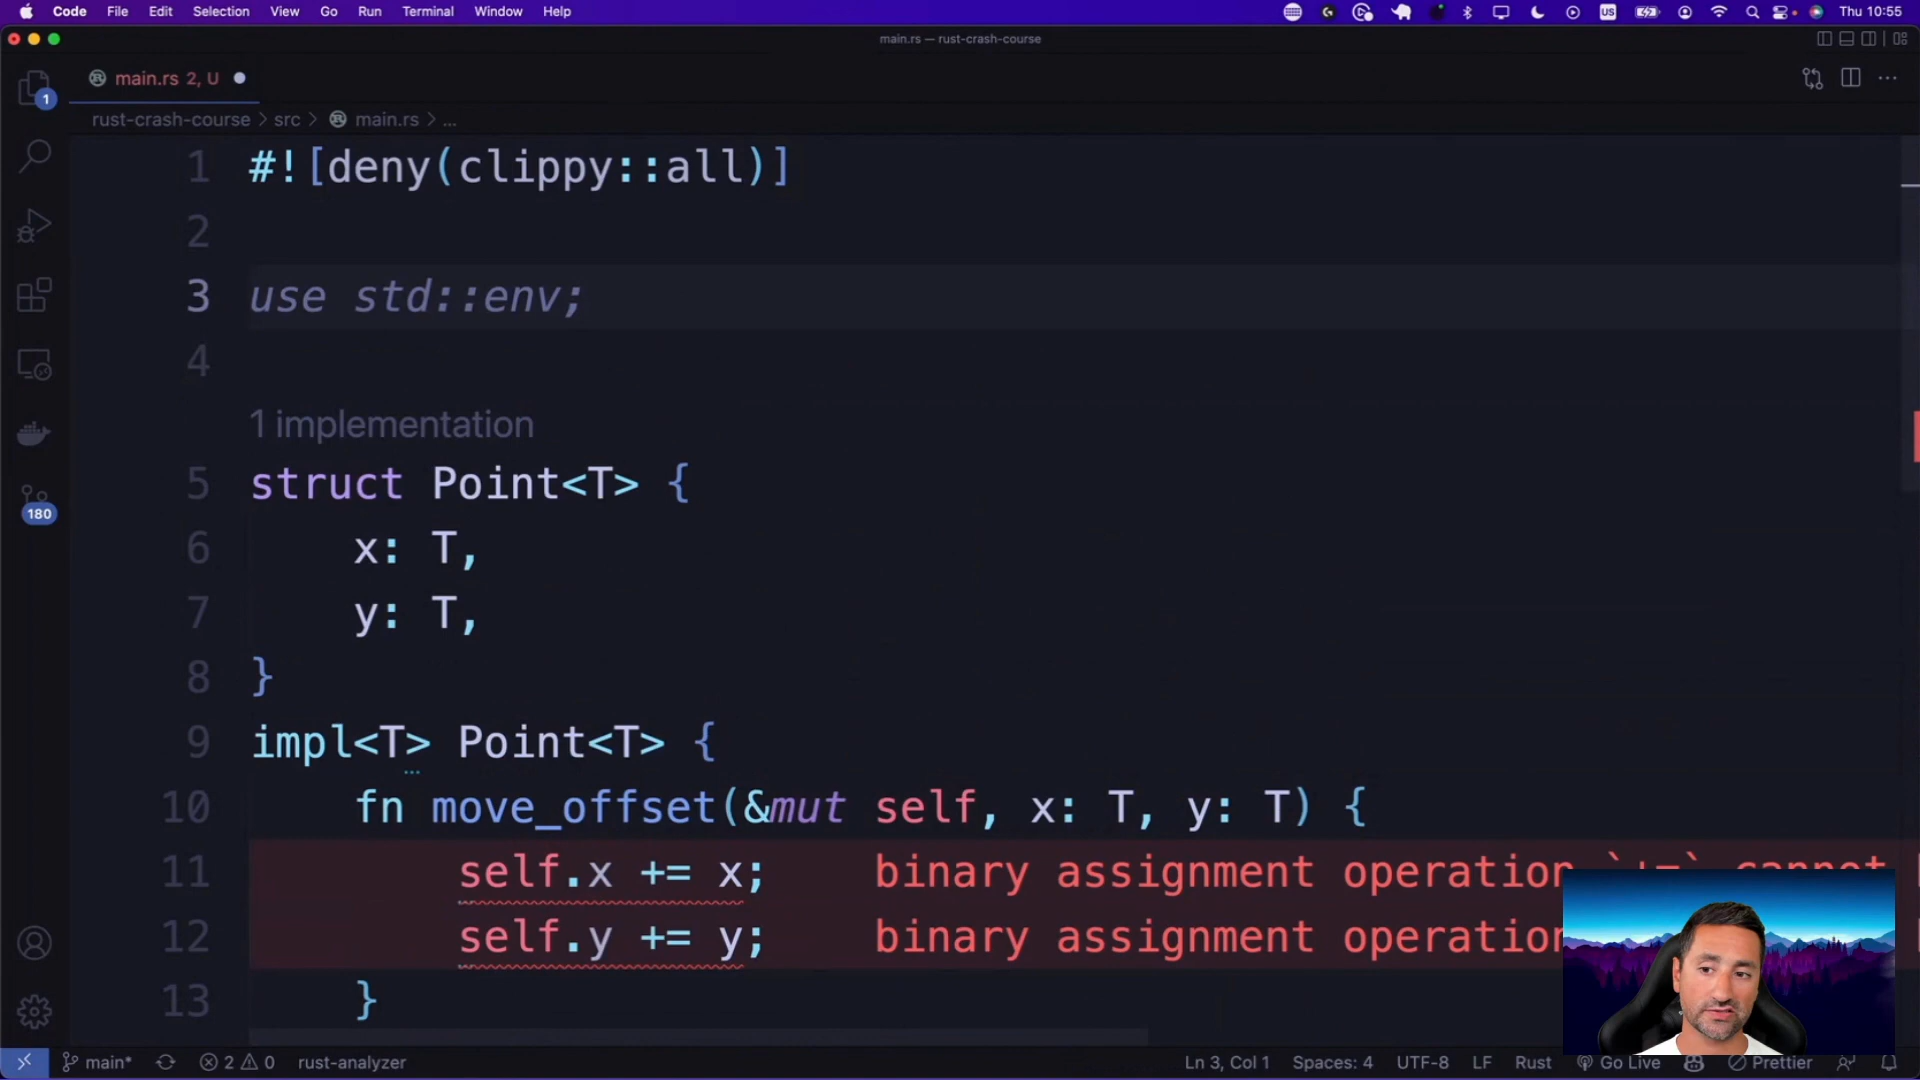 Code File Edit Selection View Go Run Terminal Window Help US Thu 10:55
main.rs — rust-crash-course
main.rs 2, U
1
rust-crash-course > src > main.rs > ...
1 #![deny(clippy::all)]
2
3 use std::env;
4
1 implementation
5 struct Point<T> {
6 x: T,
7 y: T,
8 }
9 impl<T> Point<T> {
10 fn move_offset(&mut self, x: T, y: T) {
11 self.x += x; binary assignment operation `+=` cannot
12 self.y += y; binary assignment operation
13 }
180
main* 2 0 rust-analyzer Ln 3, Col 1 Spaces: 4 UTF-8 LF Rust Go Live Prettier